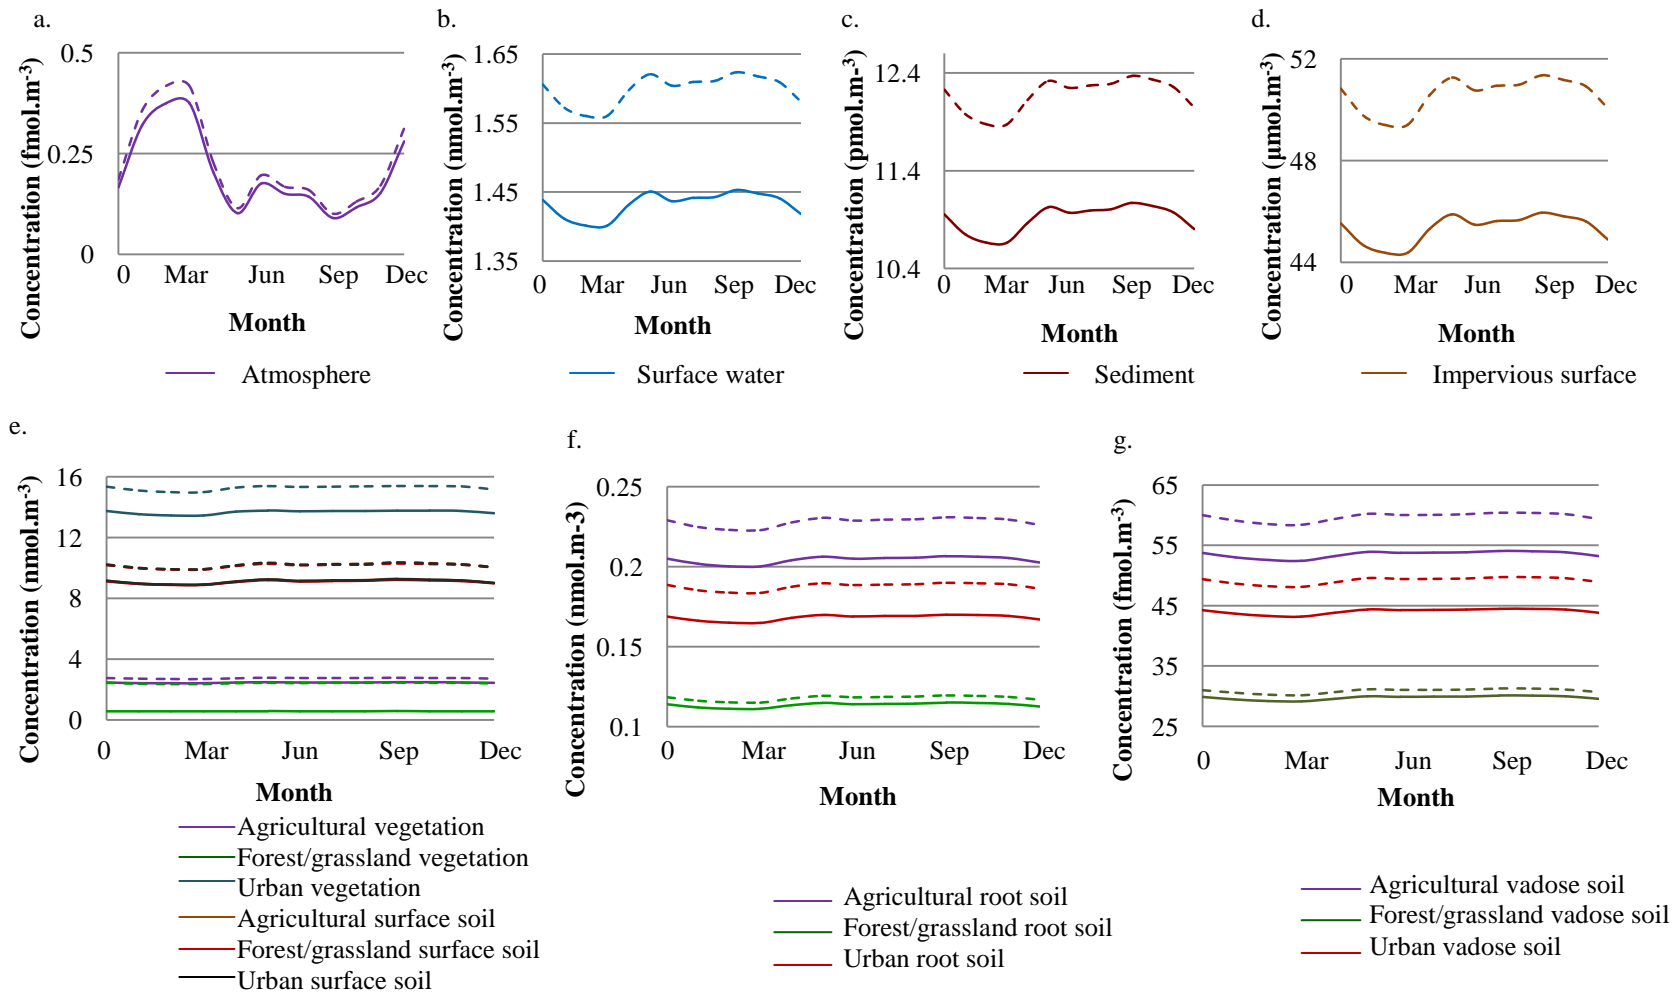 a.
Concentration (fmol.m-3)
0.5
0.25
0
0 Mar Jun Sep Dec
Month
Atmosphere
b.
Concentration (nmol.m-3)
1.65
1.55
1.45
1.35
0 Mar Jun Sep Dec
Month
Surface water
c.
Concentration (pmol.m-3)
12.4
11.4
10.4
0 Mar Jun Sep Dec
Month
Sediment
d.
Concentration (µmol.m-3)
52
48
44
0 Mar Jun Sep Dec
Month
Impervious surface
e.
Concentration (nmol.m-3)
16
12
8
4
0
0 Mar Jun Sep Dec
Month
Agricultural vegetation
Forest/grassland vegetation
Urban vegetation
Agricultural surface soil
Forest/grassland surface soil
Urban surface soil
f.
Concentration (nmol.m-3)
0.25
0.2
0.15
0.1
0 Mar Jun Sep Dec
Month
Agricultural root soil
Forest/grassland root soil
Urban root soil
g.
Concentration (fmol.m-3)
65
55
45
35
25
0 Mar Jun Sep Dec
Month
Agricultural vadose soil
Forest/grassland vadose soil
Urban vadose soil